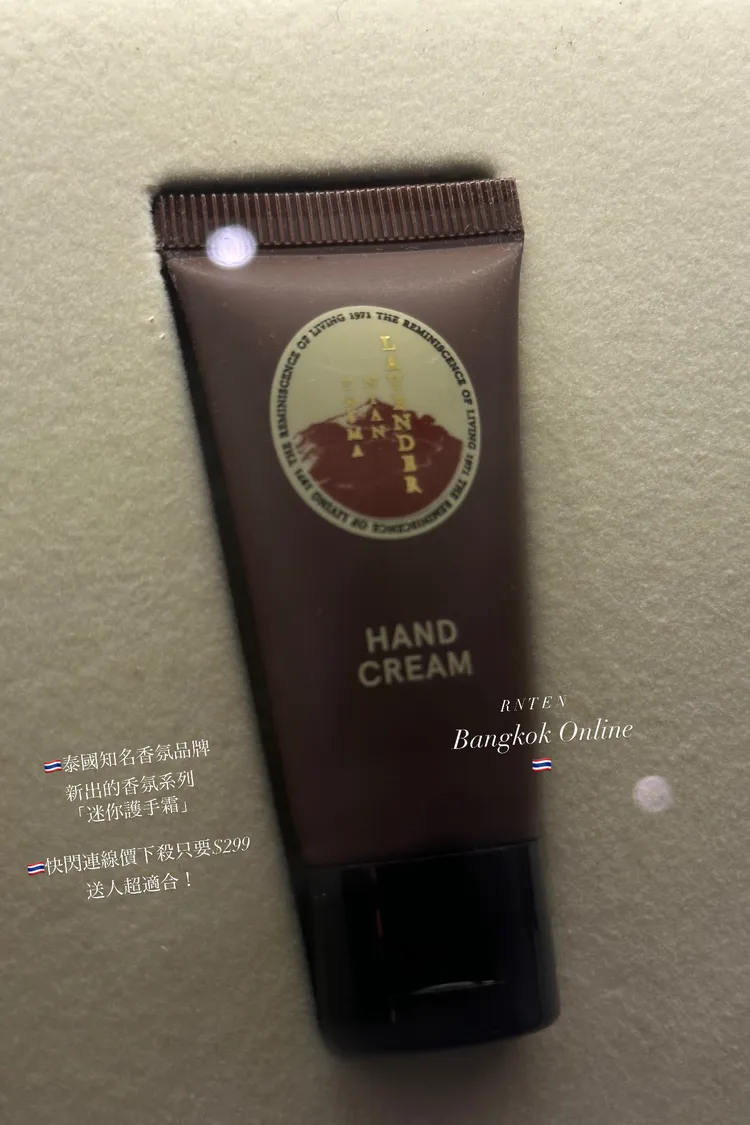 THE REMINISCENCE OF LIVING 1971 THE REMINISCENCE OF LIVING 1971 THE REMINISCENCE OF LIVING 1971
LAVENDER
HAND
CREAM
RNTEN
Bangkok Online
🇹🇭
🇹🇭泰國知名香氛品牌
新出的香氛系列
「迷你護手霜」
🇹🇭快閃連線價下殺只要$299
送人超適合！